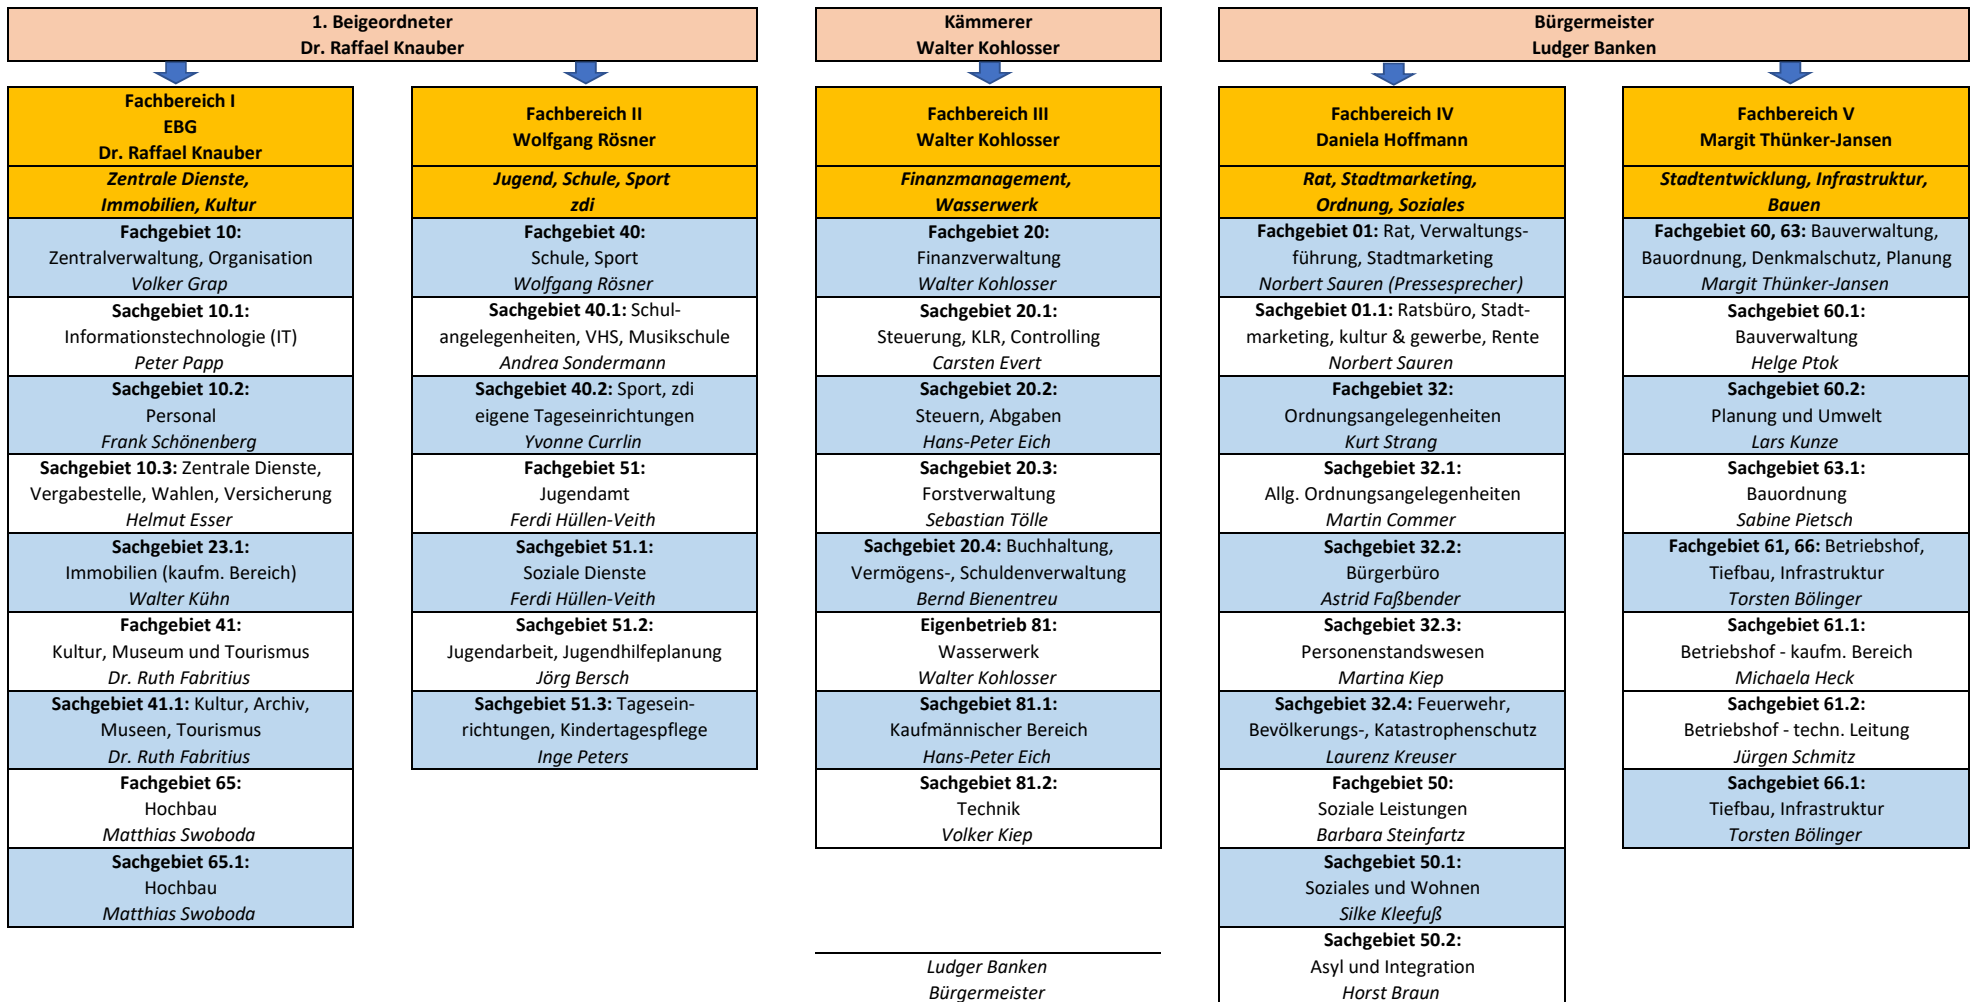 1. Beigeordneter
Dr. Raffael Knauber
Kämmerer
Walter Kohlosser
Bürgermeister
Ludger Banken
Fachbereich I
EBG
Dr. Raffael Knauber
Zentrale Dienste,
Immobilien, Kultur
Fachgebiet 10:
Zentralverwaltung, Organisation
Volker Grap
Sachgebiet 10.1:
Informationstechnologie (IT)
Peter Papp
Sachgebiet 10.2:
Personal
Frank Schönenberg
Sachgebiet 10.3: Zentrale Dienste,
Vergabestelle, Wahlen, Versicherung
Helmut Esser
Sachgebiet 23.1:
Immobilien (kaufm. Bereich)
Walter Kühn
Fachgebiet 41:
Kultur, Museum und Tourismus
Dr. Ruth Fabritius
Sachgebiet 41.1: Kultur, Archiv,
Museen, Tourismus
Dr. Ruth Fabritius
Fachgebiet 65:
Hochbau
Matthias Swoboda
Sachgebiet 65.1:
Hochbau
Matthias Swoboda
Fachbereich II
Wolfgang Rösner
Jugend, Schule, Sport
zdi
Fachgebiet 40:
Schule, Sport
Wolfgang Rösner
Sachgebiet 40.1: Schul-
angelegenheiten, VHS, Musikschule
Andrea Sondermann
Sachgebiet 40.2: Sport, zdi
eigene Tageseinrichtungen
Yvonne Currlin
Fachgebiet 51:
Jugendamt
Ferdi Hüllen-Veith
Sachgebiet 51.1:
Soziale Dienste
Ferdi Hüllen-Veith
Sachgebiet 51.2:
Jugendarbeit, Jugendhilfeplanung
Jörg Bersch
Sachgebiet 51.3: Tagesein-
richtungen, Kindertagespflege
Inge Peters
Fachbereich III
Walter Kohlosser
Finanzmanagement,
Wasserwerk
Fachgebiet 20:
Finanzverwaltung
Walter Kohlosser
Sachgebiet 20.1:
Steuerung, KLR, Controlling
Carsten Evert
Sachgebiet 20.2:
Steuern, Abgaben
Hans-Peter Eich
Sachgebiet 20.3:
Forstverwaltung
Sebastian Tölle
Sachgebiet 20.4: Buchhaltung,
Vermögens-, Schuldenverwaltung
Bernd Bienentreu
Eigenbetrieb 81:
Wasserwerk
Walter Kohlosser
Sachgebiet 81.1:
Kaufmännischer Bereich
Hans-Peter Eich
Sachgebiet 81.2:
Technik
Volker Kiep
Ludger Banken
Bürgermeister
Fachbereich IV
Daniela Hoffmann
Rat, Stadtmarketing,
Ordnung, Soziales
Fachgebiet 01: Rat, Verwaltungs-
führung, Stadtmarketing
Norbert Sauren (Pressesprecher)
Sachgebiet 01.1: Ratsbüro, Stadt-
marketing, kultur & gewerbe, Rente
Norbert Sauren
Fachgebiet 32:
Ordnungsangelegenheiten
Kurt Strang
Sachgebiet 32.1:
Allg. Ordnungsangelegenheiten
Martin Commer
Sachgebiet 32.2:
Bürgerbüro
Astrid Faßbender
Sachgebiet 32.3:
Personenstandswesen
Martina Kiep
Sachgebiet 32.4: Feuerwehr,
Bevölkerungs-, Katastrophenschutz
Laurenz Kreuser
Fachgebiet 50:
Soziale Leistungen
Barbara Steinfartz
Sachgebiet 50.1:
Soziales und Wohnen
Silke Kleefuß
Sachgebiet 50.2:
Asyl und Integration
Horst Braun
Fachbereich V
Margit Thünker-Jansen
Stadtentwicklung, Infrastruktur,
Bauen
Fachgebiet 60, 63: Bauverwaltung,
Bauordnung, Denkmalschutz, Planung
Margit Thünker-Jansen
Sachgebiet 60.1:
Bauverwaltung
Helge Ptok
Sachgebiet 60.2:
Planung und Umwelt
Lars Kunze
Sachgebiet 63.1:
Bauordnung
Sabine Pietsch
Fachgebiet 61, 66: Betriebshof,
Tiefbau, Infrastruktur
Torsten Bölinger
Sachgebiet 61.1:
Betriebshof - kaufm. Bereich
Michaela Heck
Sachgebiet 61.2:
Betriebshof - techn. Leitung
Jürgen Schmitz
Sachgebiet 66.1:
Tiefbau, Infrastruktur
Torsten Bölinger